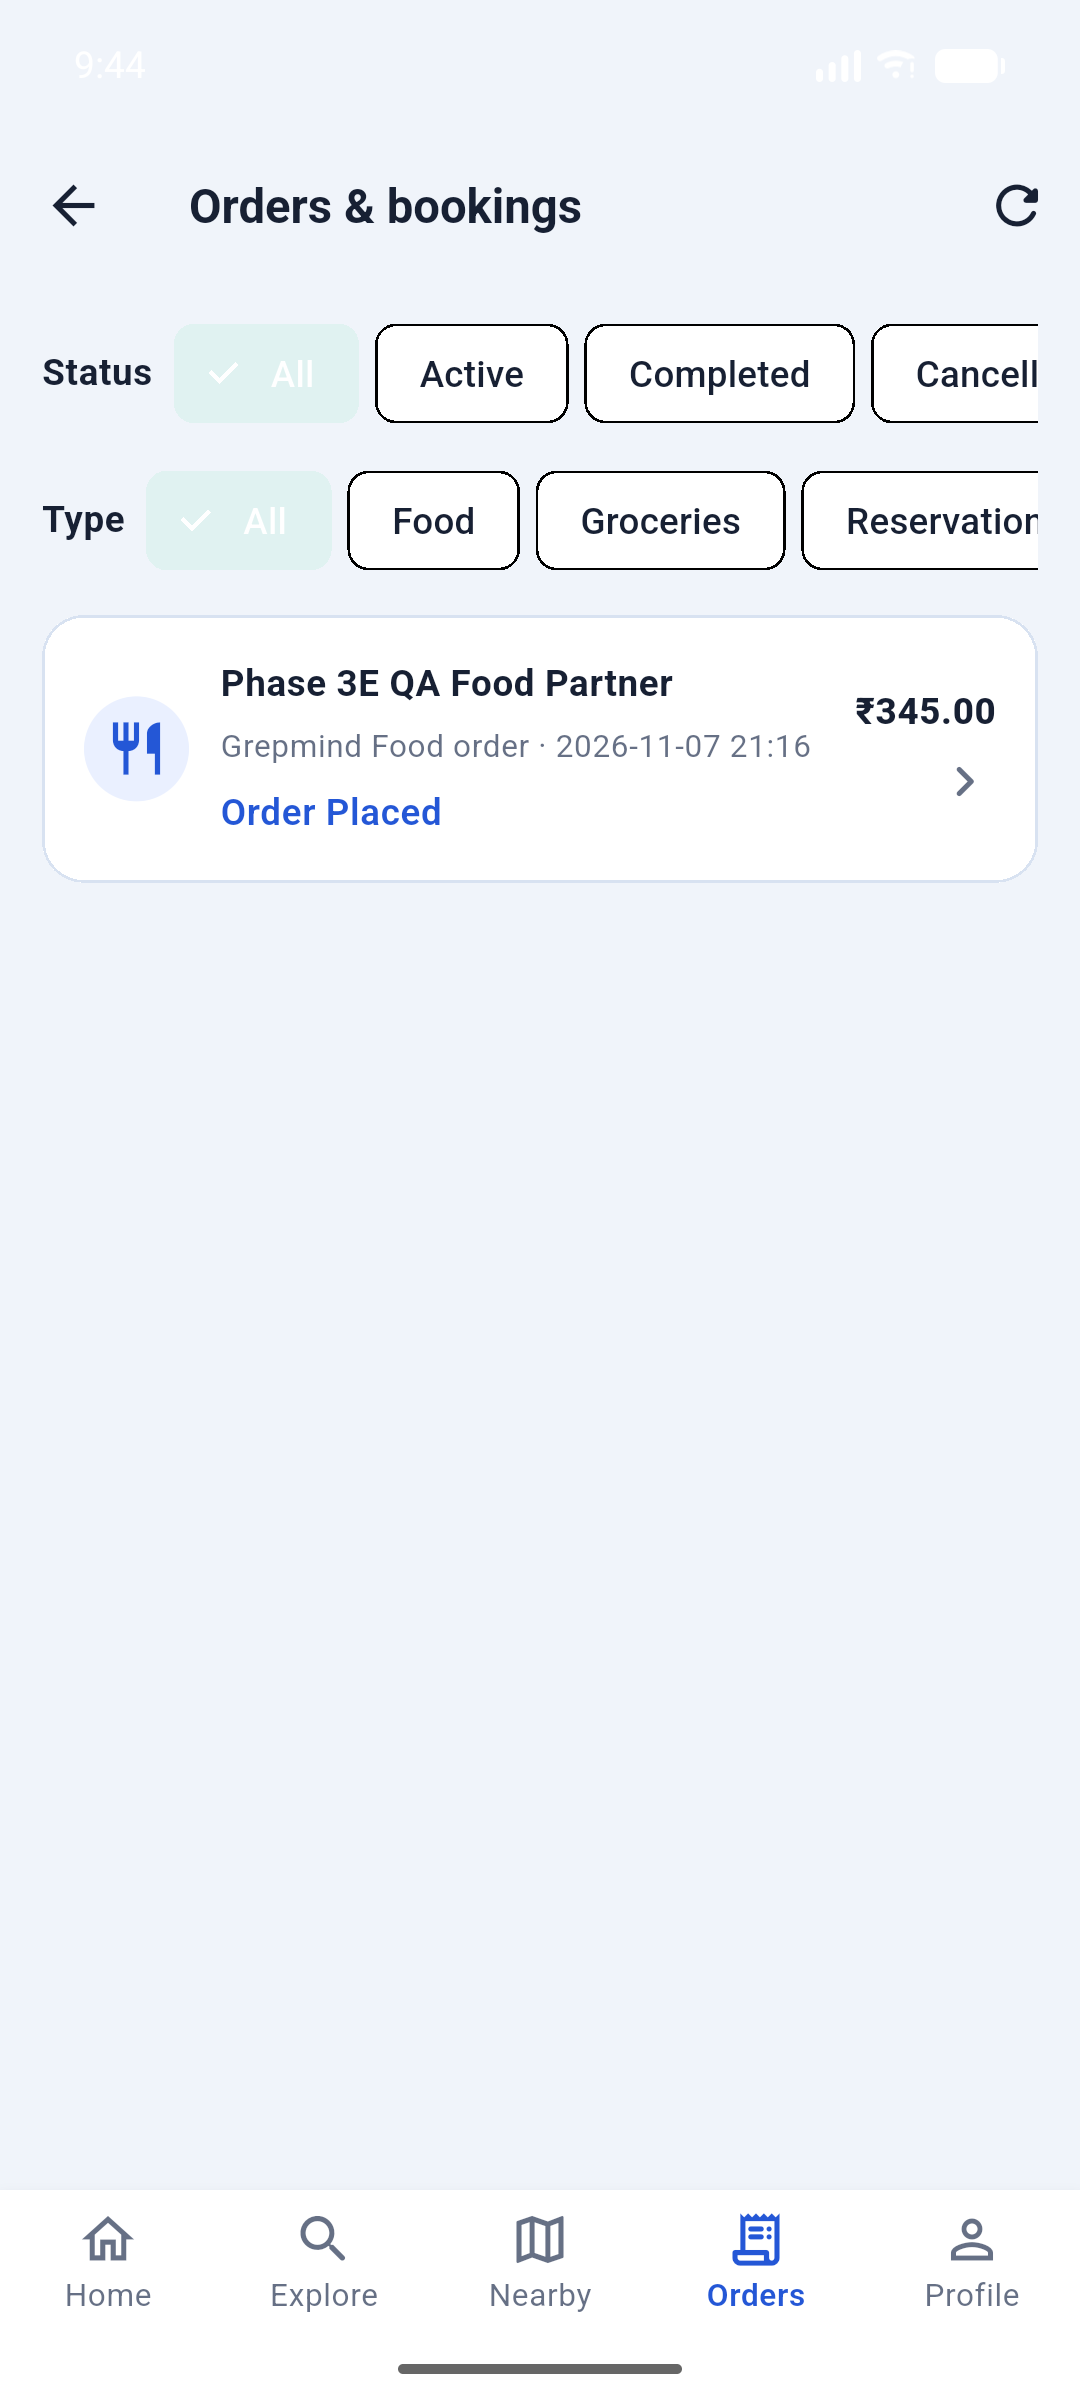 9:44
Orders & bookings
Status All Active Completed Cancell
Type All Food Groceries Reservation
Phase 3E QA Food Partner
₹345.00
Grepmind Food order · 2026-11-07 21:16
Order Placed
Home Explore Nearby Orders Profile